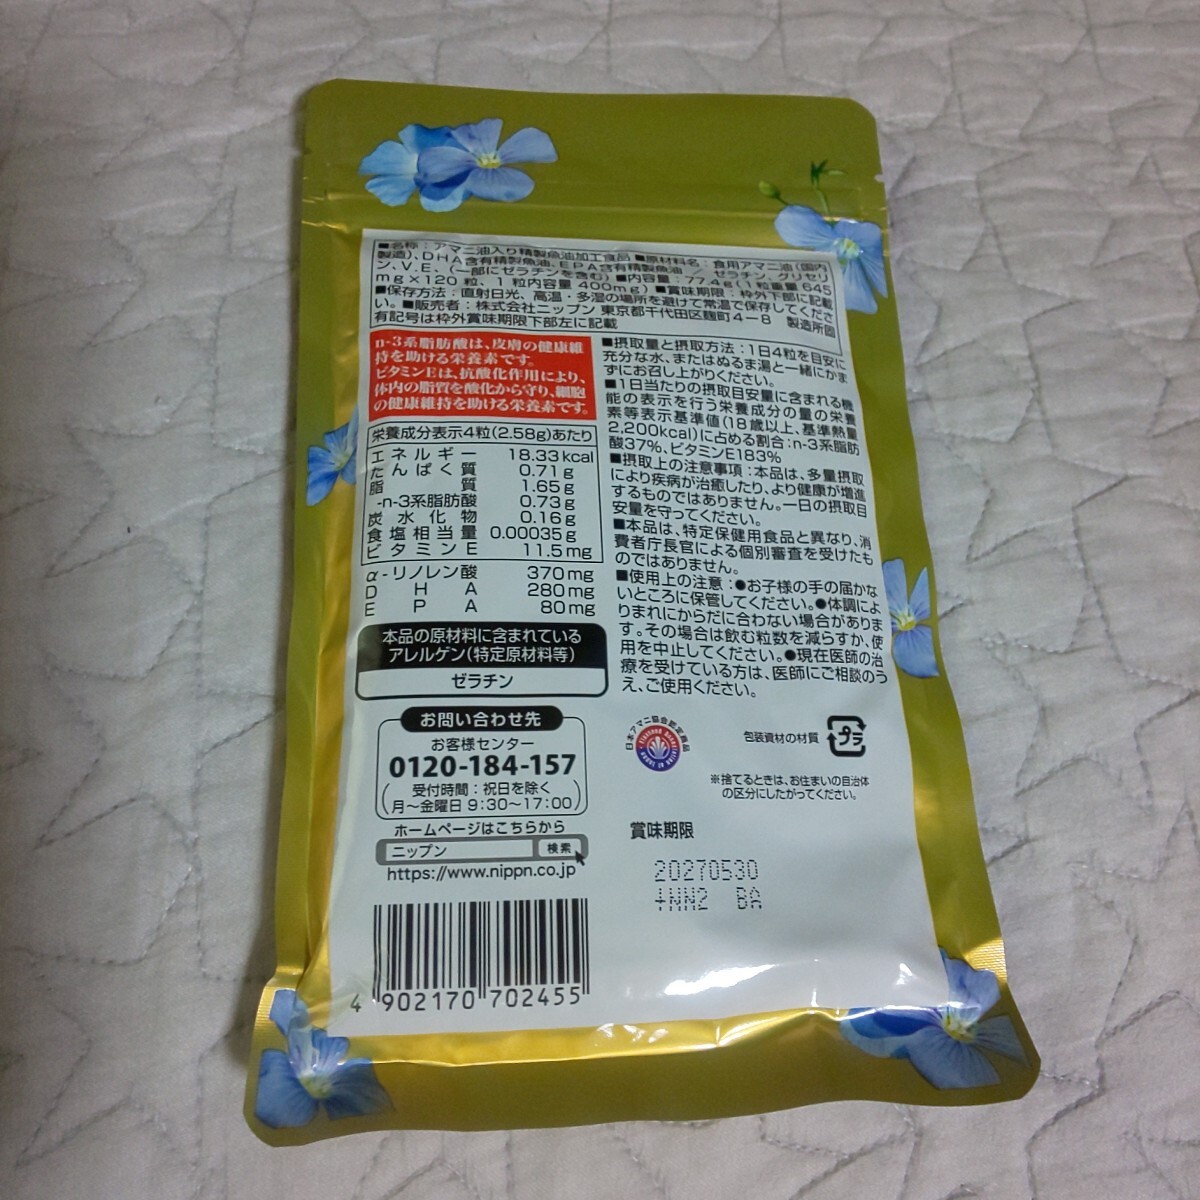 ■名称：アマニ油入り精製魚油加工食品 ■原材料名：食用アマニ油(国内
製造)、DHA含有精製魚油、EPA含有精製魚油 ／ ゼラチン、グリセリ
ン、V.E、(一部にゼラチンを含む) ■内容量：77.4g(1粒重量 645
mg×120 粒、1 粒内容量 400mg) ■賞味期限：枠外下部に記載
■保存方法：直射日光、高温・多湿の場所を避けて常温で保存してくださ
い。■販売者：株式会社ニップン 東京都千代田区麹町4－8 製造所固
有記号は枠外賞味期限下部左に記載
n-3系脂肪酸は、皮膚の健康維
持を助ける栄養素です。
ビタミンEは、抗酸化作用により、
体内の脂質を酸化から守り、細胞
の健康維持を助ける栄養素です。
栄養成分表示4粒(2.58g)あたり
エネルギー 18.33kcal
たんぱく質 0.71g
脂質 1.65g
-n-3系脂肪酸 0.73g
炭水化物 0.16g
食塩相当量 0.00035g
ビタミンE 11.5mg
α-リノレン酸 370mg
DHA 280mg
EPA 80mg
本品の原材料に含まれている
アレルゲン(特定原材料等)
ゼラチン
お問い合わせ先
お客様センター
0120-184-157
受付時間：祝日を除く
月～金曜日 9:30～17:00
ホームページはこちらから
ニップン 検索
https://www.nippn.co.jp
4 902170 702455
■摂取量と摂取方法：1日4粒を目安に
充分な水、またはぬるま湯と一緒にかま
ずにお召し上がりください。
■1日当たりの摂取目安量に含まれる機
能の表示を行う栄養成分の量の栄養
素等表示基準値(18歳以上、基準熱量
2,200kcal)に占める割合：n-3系脂肪
酸37%、ビタミンE183%
■摂取上の注意事項：本品は、多量摂取
により疾病が治癒したり、より健康が増進
するものではありません。一日の摂取目
安量を守ってください。
■本品は、特定保健用食品と異なり、消
費者庁長官による個別審査を受けたも
のではありません。
■使用上の注意：●お子様の手の届かな
いところに保管してください。●体調によ
りまれにからだに合わない場合がありま
す。その場合は飲む粒数を減らすか、使
用を中止してください。●現在医師の治
療を受けている方は、医師にご相談のう
え、ご使用ください。
日本アマニ協会認定商品
包装資材の材質 プラ
※捨てるときは、お住まいの自治体
の区分にしたがってください。
賞味期限
20270530
+NN2 BA